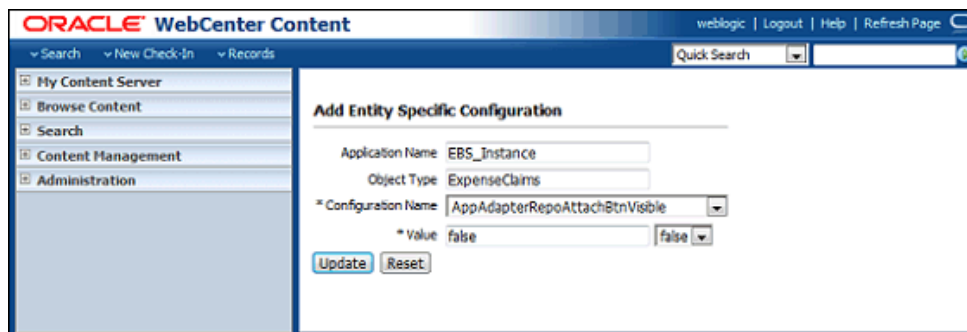 ORACLE WebCenter Content
weblogic | Logout | Help | Refresh Page
Search New Check-In Records
Quick Search
My Content Server
Browse Content
Search
Content Management
Administration
Add Entity Specific Configuration
Application Name EBS_Instance
Object Type ExpenseClaims
* Configuration Name AppAdapterRepoAttachBtnVisible
* Value false false
Update Reset